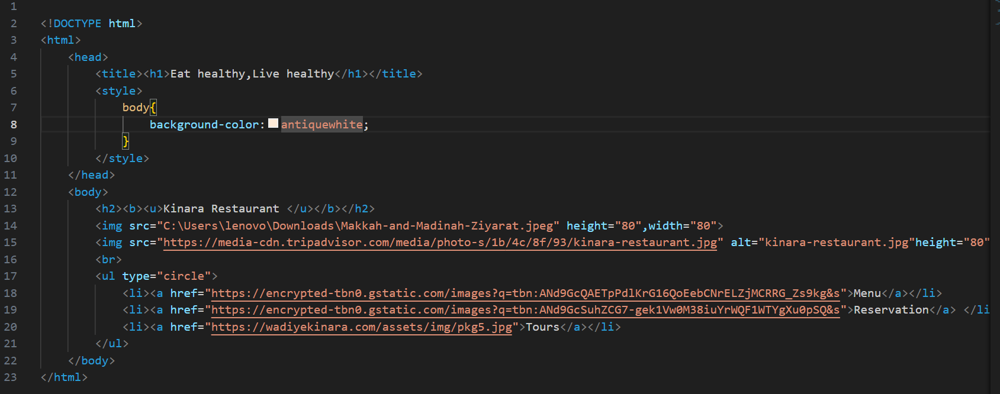 1
2 <!DOCTYPE html>
3 <html>
4 <head>
5 <title><h1>Eat healthy,Live healthy</h1></title>
6 <style>
7 body{
8 background-color: antiquewhite;
9 }
10 </style>
11 </head>
12 <body>
13 <h2><b><u>Kinara Restaurant </u></b></h2>
14 <img src="C:\Users\lenovo\Downloads\Makkah-and-Madinah-Ziyarat.jpeg" height="80",width="80">
15 <img src="https://media-cdn.tripadvisor.com/media/photo-s/1b/4c/8f/93/kinara-restaurant.jpg" alt="kinara-restaurant.jpg"height="80"
16 <br>
17 <ul type="circle">
18 <li><a href="https://encrypted-tbn0.gstatic.com/images?q=tbn:ANd9GcQAETpPdlKrG16QoEebCNrELZjMCRRG_Zs9kg&s">Menu</a></li>
19 <li><a href="https://encrypted-tbn0.gstatic.com/images?q=tbn:ANd9GcSuhZCG7-gek1Vw0M38iuYrWQF1WTYgXu0pSQ&s">Reservation</a> </li
20 <li><a href="https://wadiyekinara.com/assets/img/pkg5.jpg">Tours</a></li>
21 </ul>
22 </body>
23 </html>